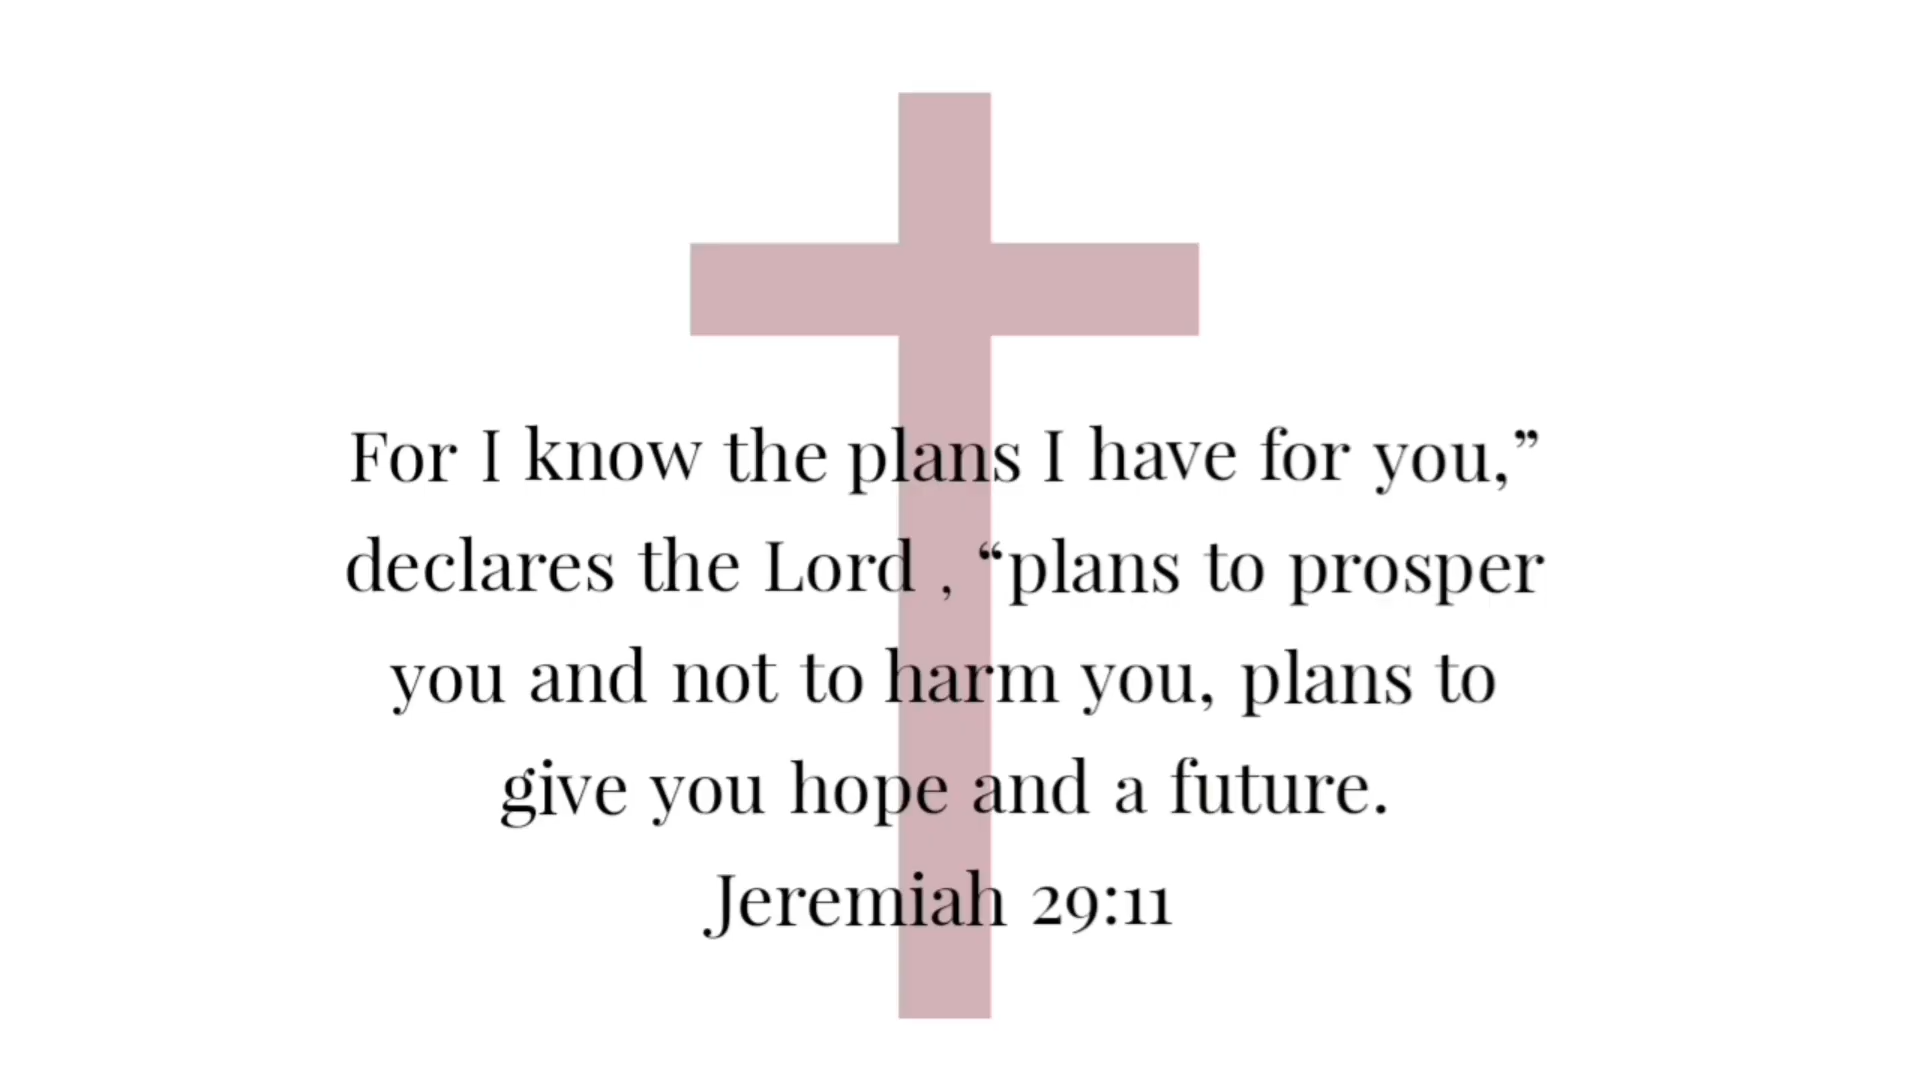 For I know the plans I have for you,”
declares the Lord , “plans to prosper
you and not to harm you, plans to
give you hope and a future.
Jeremiah 29:11